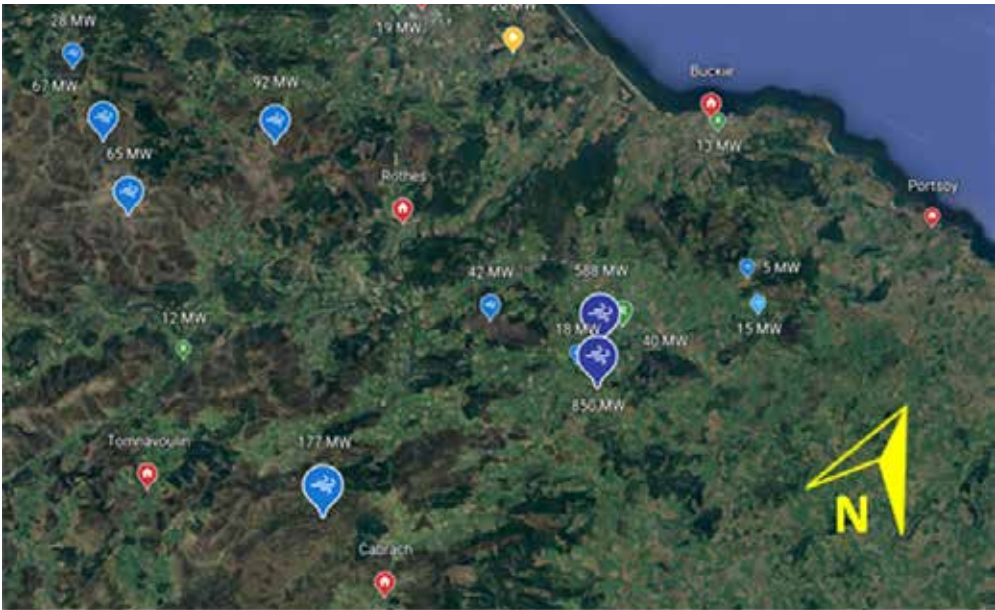 28 MW
19 MW
20 MW
67 MW
92 MW
Buckie
13 MW
65 MW
Rothes
Portsoy
42 MW
588 MW
5 MW
12 MW
18 MW
40 MW
15 MW
850 MW
Tomnavoulin
177 MW
N
Cabrach